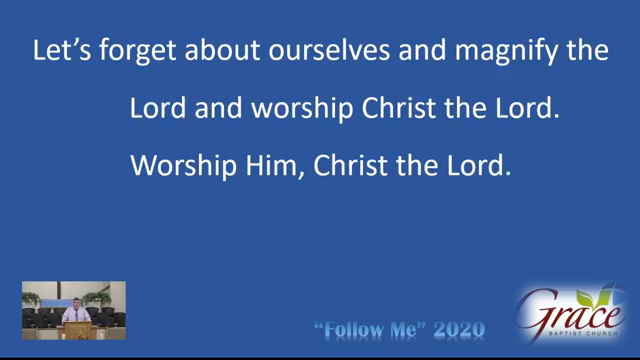 Let’s forget about ourselves and magnify the
Lord and worship Christ the Lord.
Worship Him, Christ the Lord.
“Follow Me” 2020
Grace
BAPTIST CHURCH